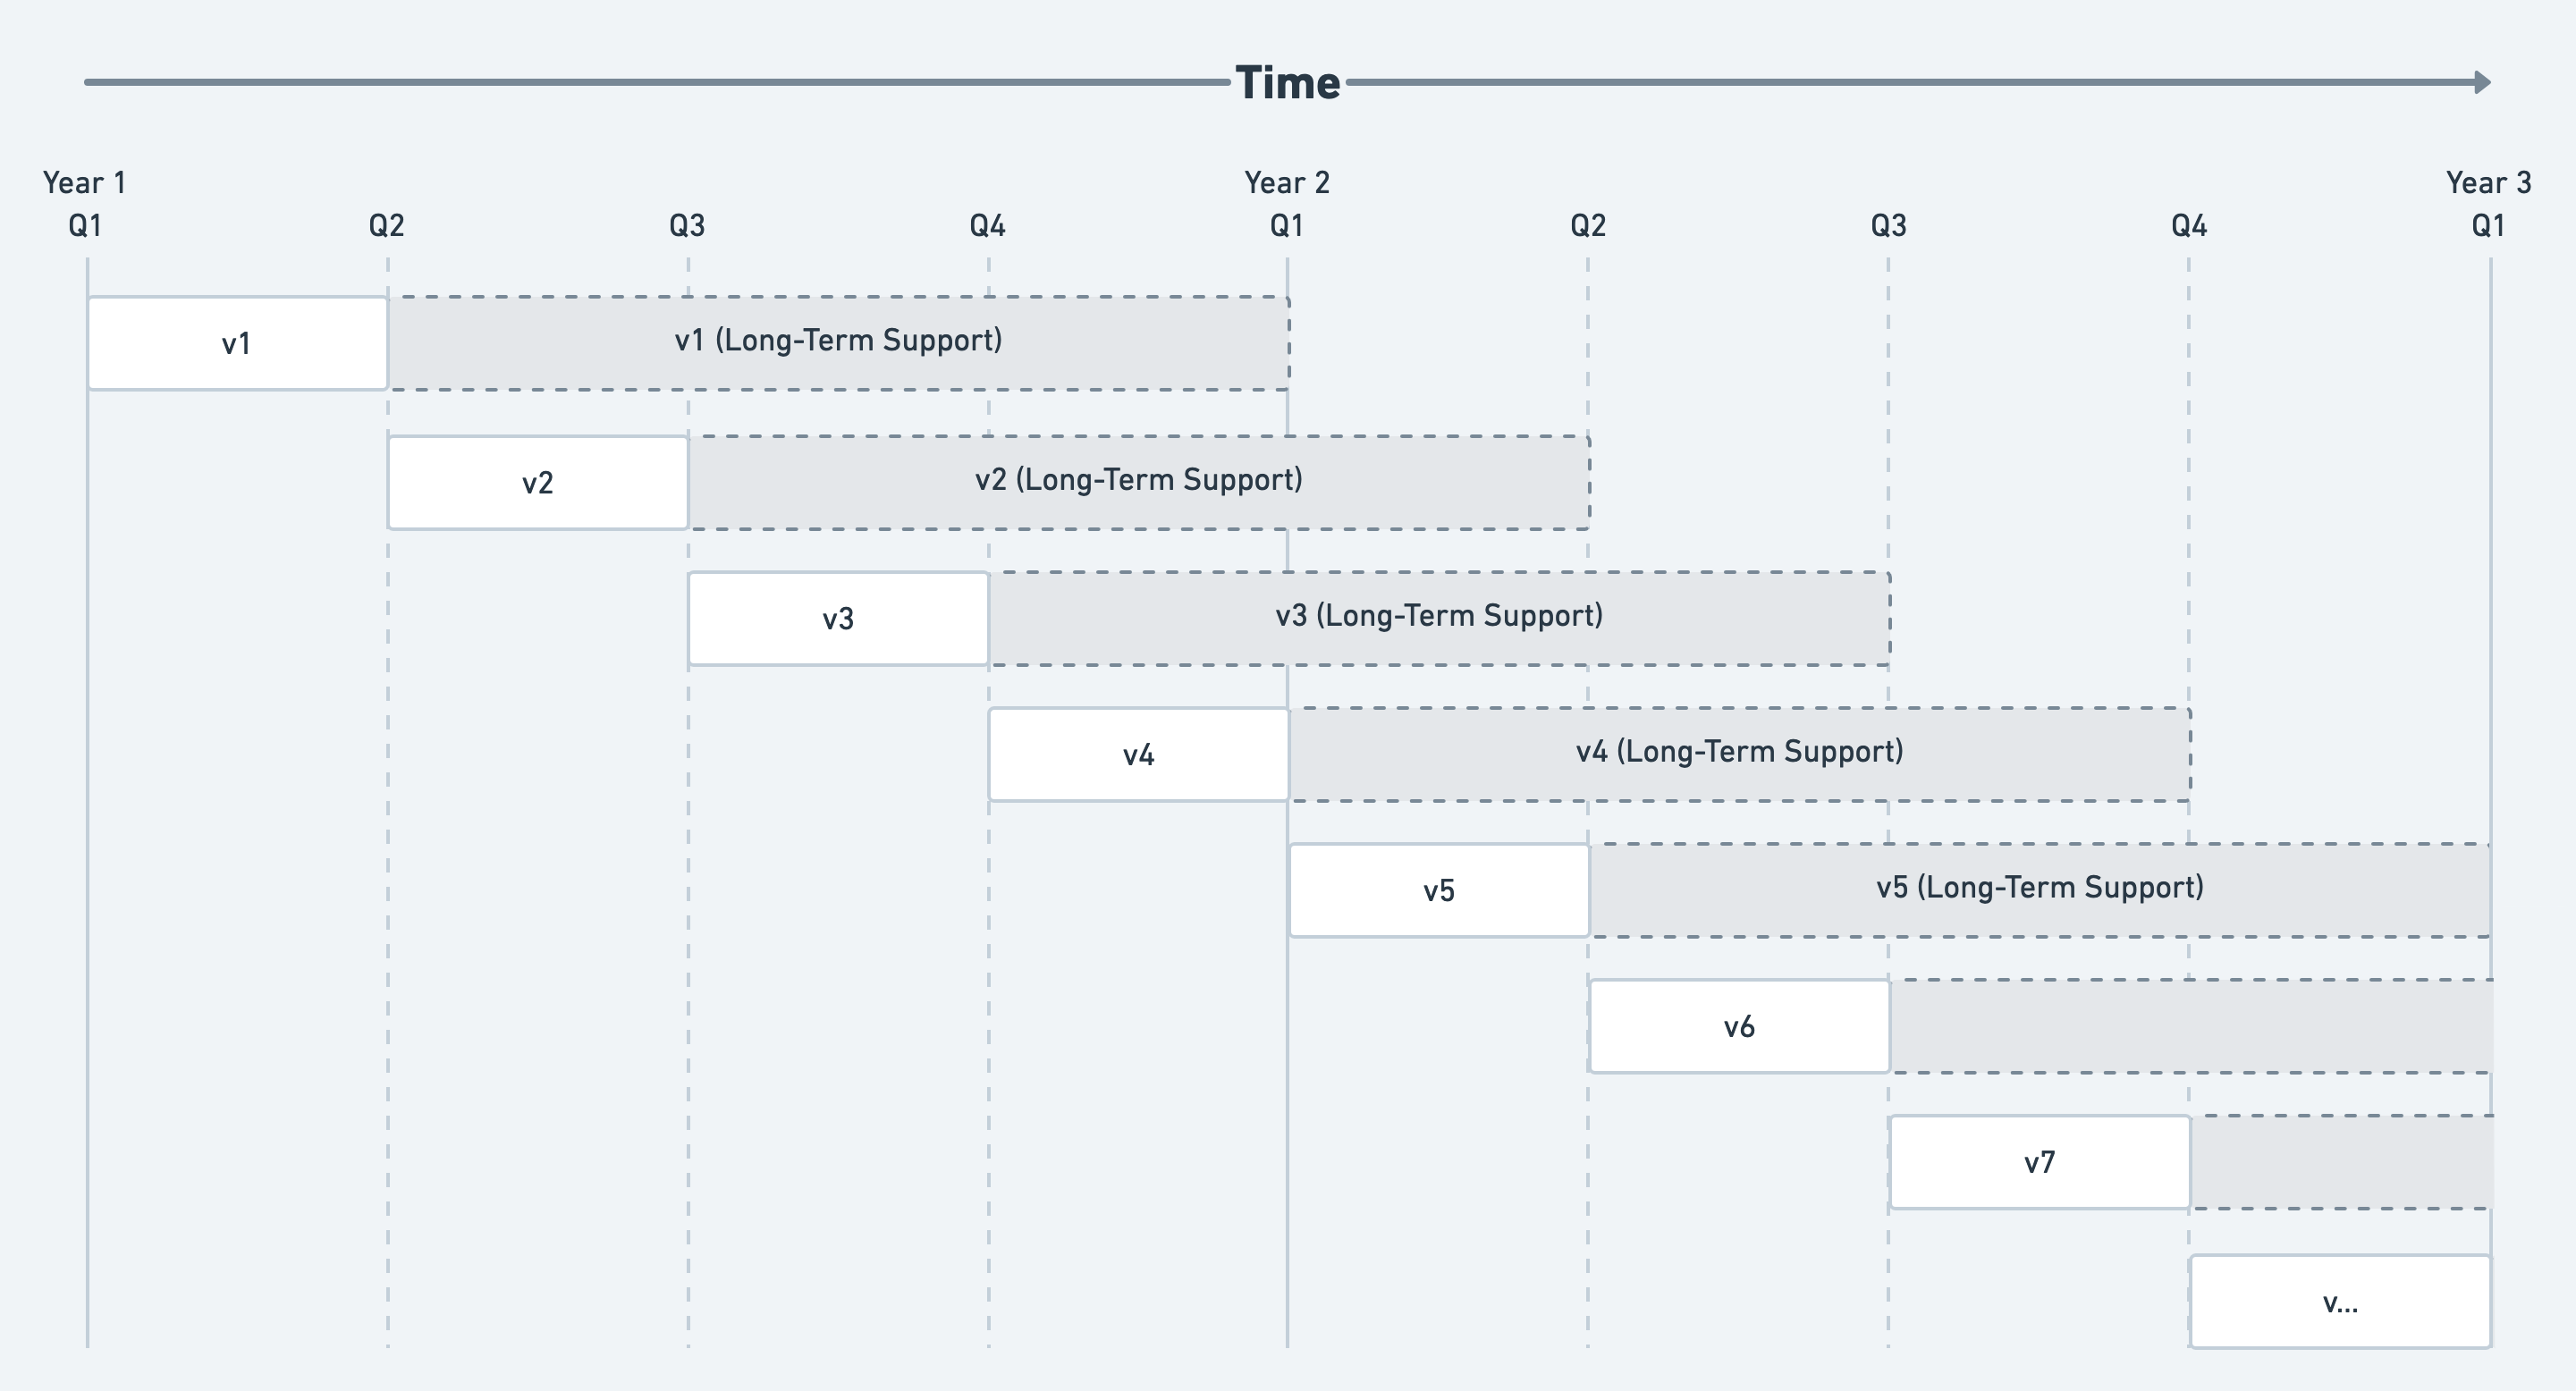 Time
Year 1
Year 2
Year 3
Q1
Q2
Q3
Q4
Q1
Q2
Q3
Q4
Q1
v1
v1 (Long-Term Support)
v2
v2 (Long-Term Support)
v3
v3 (Long-Term Support)
v4
v4 (Long-Term Support)
v5
v5 (Long-Term Support)
v6
v7
v...